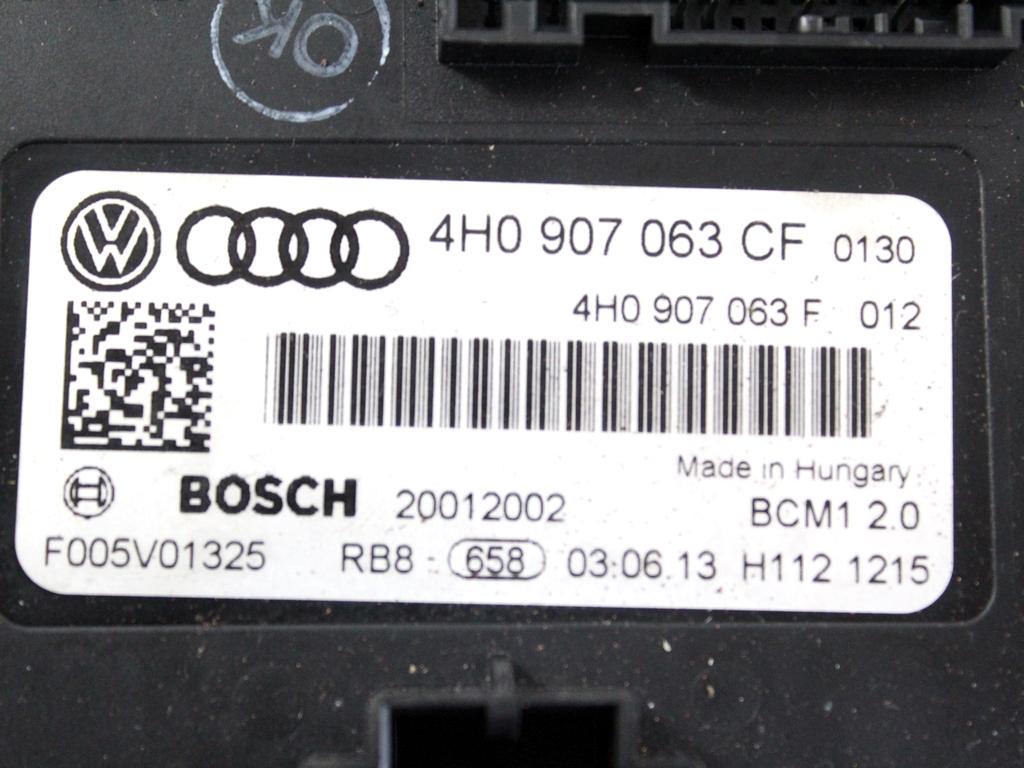 OK
4H0 907 063 CF 0130
4H0 907 063 F 012
Made in Hungary
BOSCH 20012002 BCM1 2.0
F005V01325 RB8 - 658 03.06.13 H112 1215